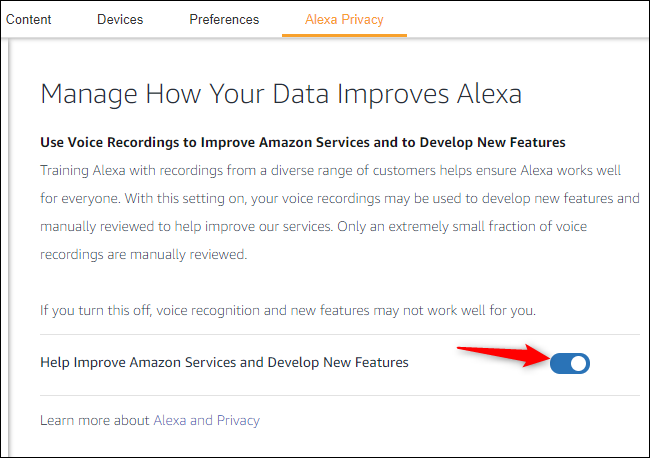 Content Devices Preferences Alexa Privacy
Manage How Your Data Improves Alexa
Use Voice Recordings to Improve Amazon Services and to Develop New Features
Training Alexa with recordings from a diverse range of customers helps ensure Alexa works well
for everyone. With this setting on, your voice recordings may be used to develop new features and
manually reviewed to help improve our services. Only an extremely small fraction of voice
recordings are manually reviewed.
If you turn this off, voice recognition and new features may not work well for you.
Help Improve Amazon Services and Develop New Features
Learn more about Alexa and Privacy